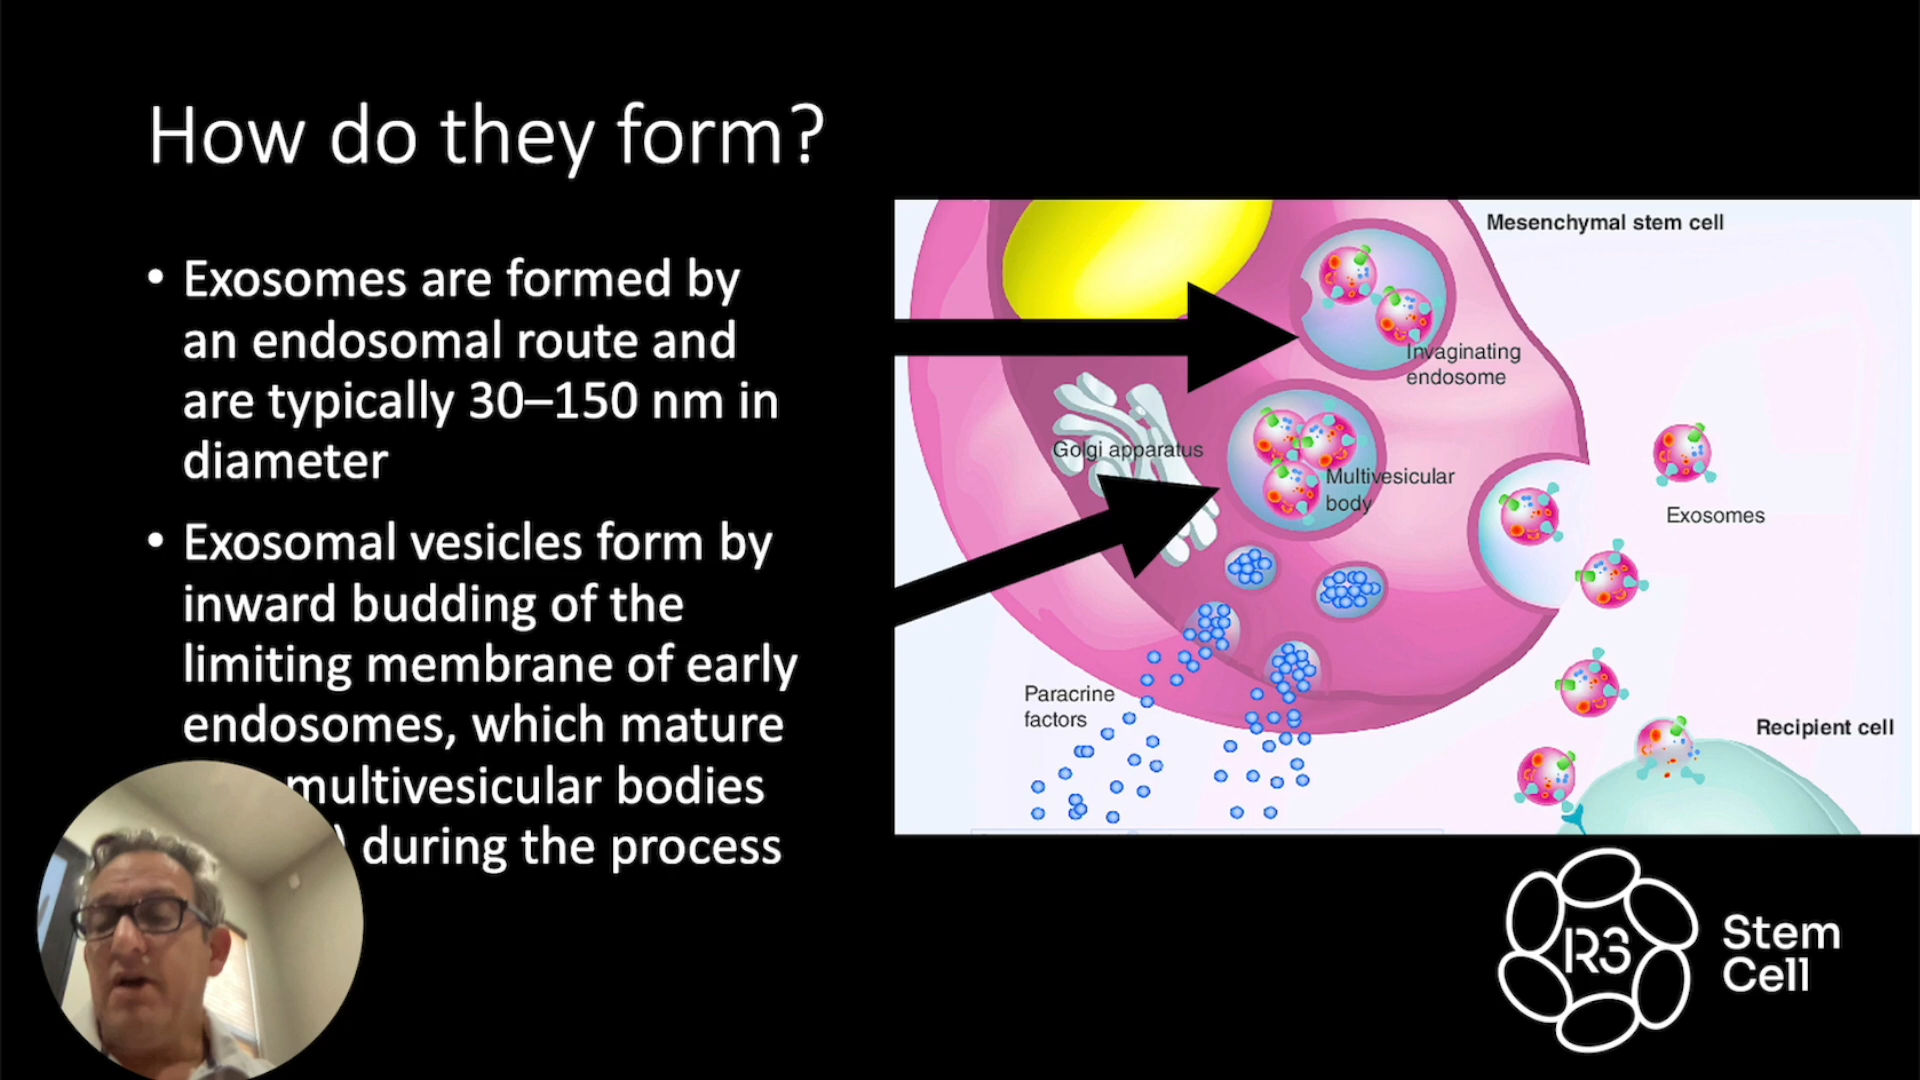 How do they form?
• Exosomes are formed by
an endosomal route and
are typically 30–150 nm in
diameter
• Exosomal vesicles form by
inward budding of the
limiting membrane of early
endosomes, which mature
multivesicular bodies
) during the process
Mesenchymal stem cell
Invaginating
endosome
Golgi apparatus
Multivesicular
body
Exosomes
Paracrine
factors
Recipient cell
R3
Stem
Cell